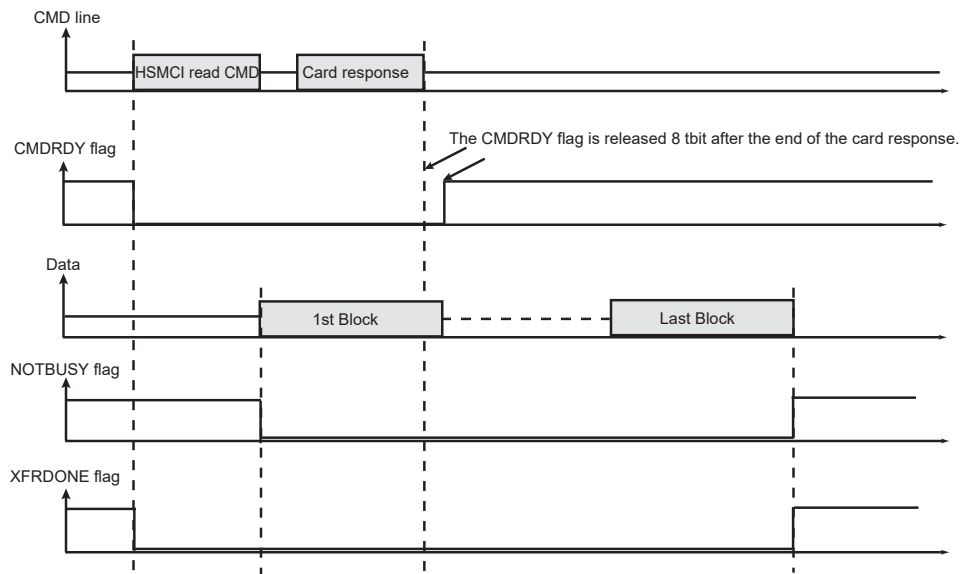 CMD line
HSMCI read CMD
Card response
The CMDRDY flag is released 8 tbit after the end of the card response.
CMDRDY flag
Data
1st Block
Last Block
NOTBUSY flag
XFRDONE flag